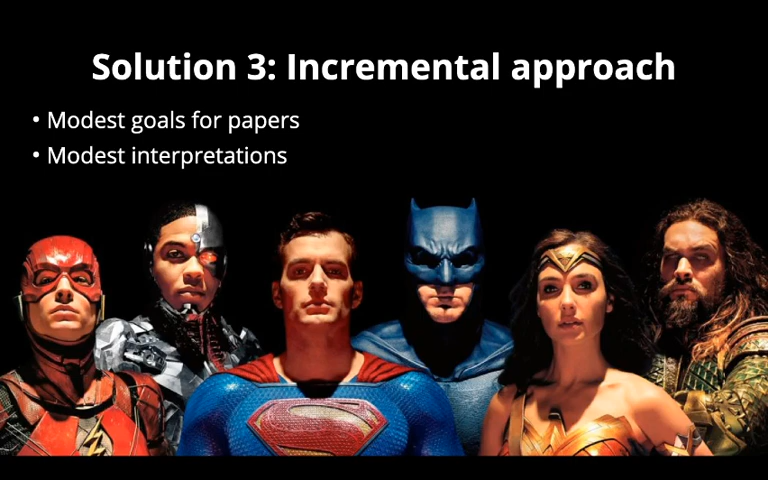 Solution 3: Incremental approach
• Modest goals for papers
• Modest interpretations